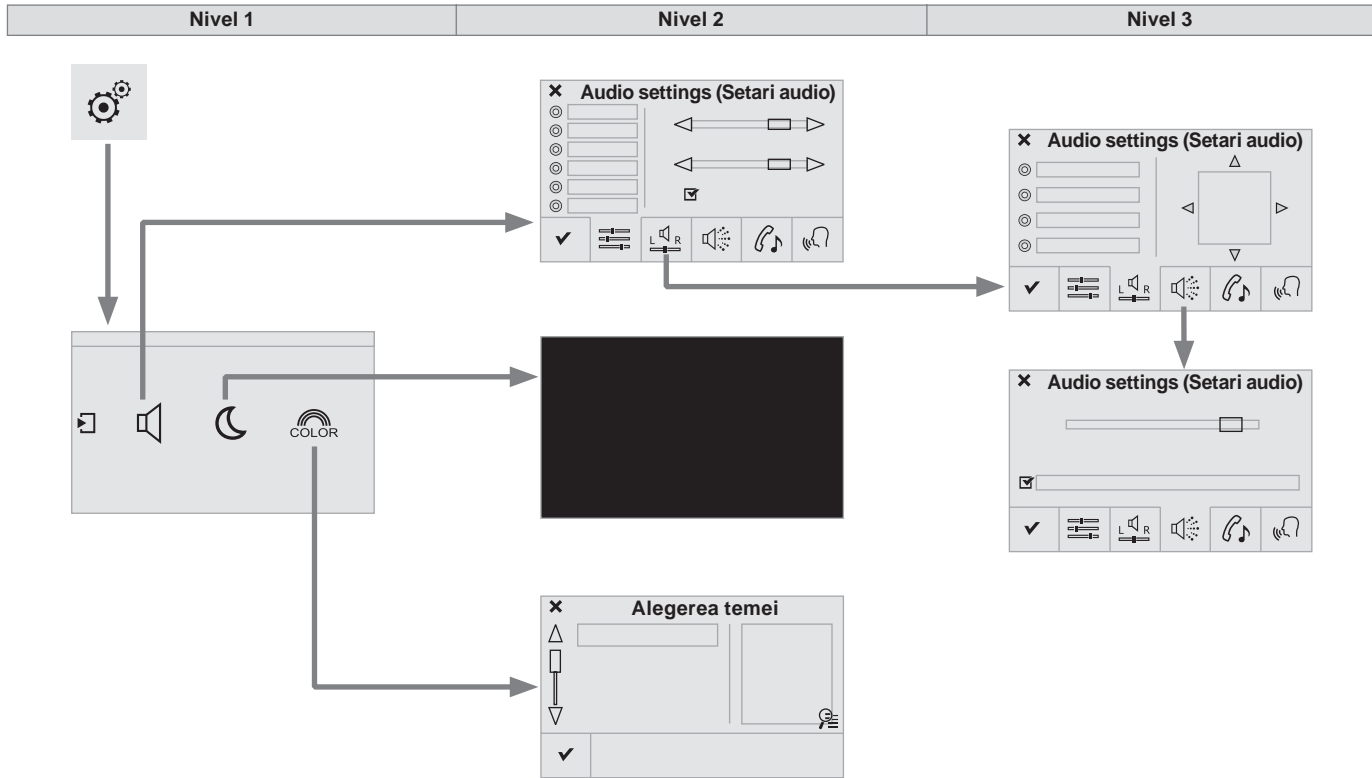 Nivel 1
Nivel 2
Nivel 3
Audio settings (Setari audio)
L R
Audio settings (Setari audio)
L R
COLOR
Audio settings (Setari audio)
L R
Alegerea temei